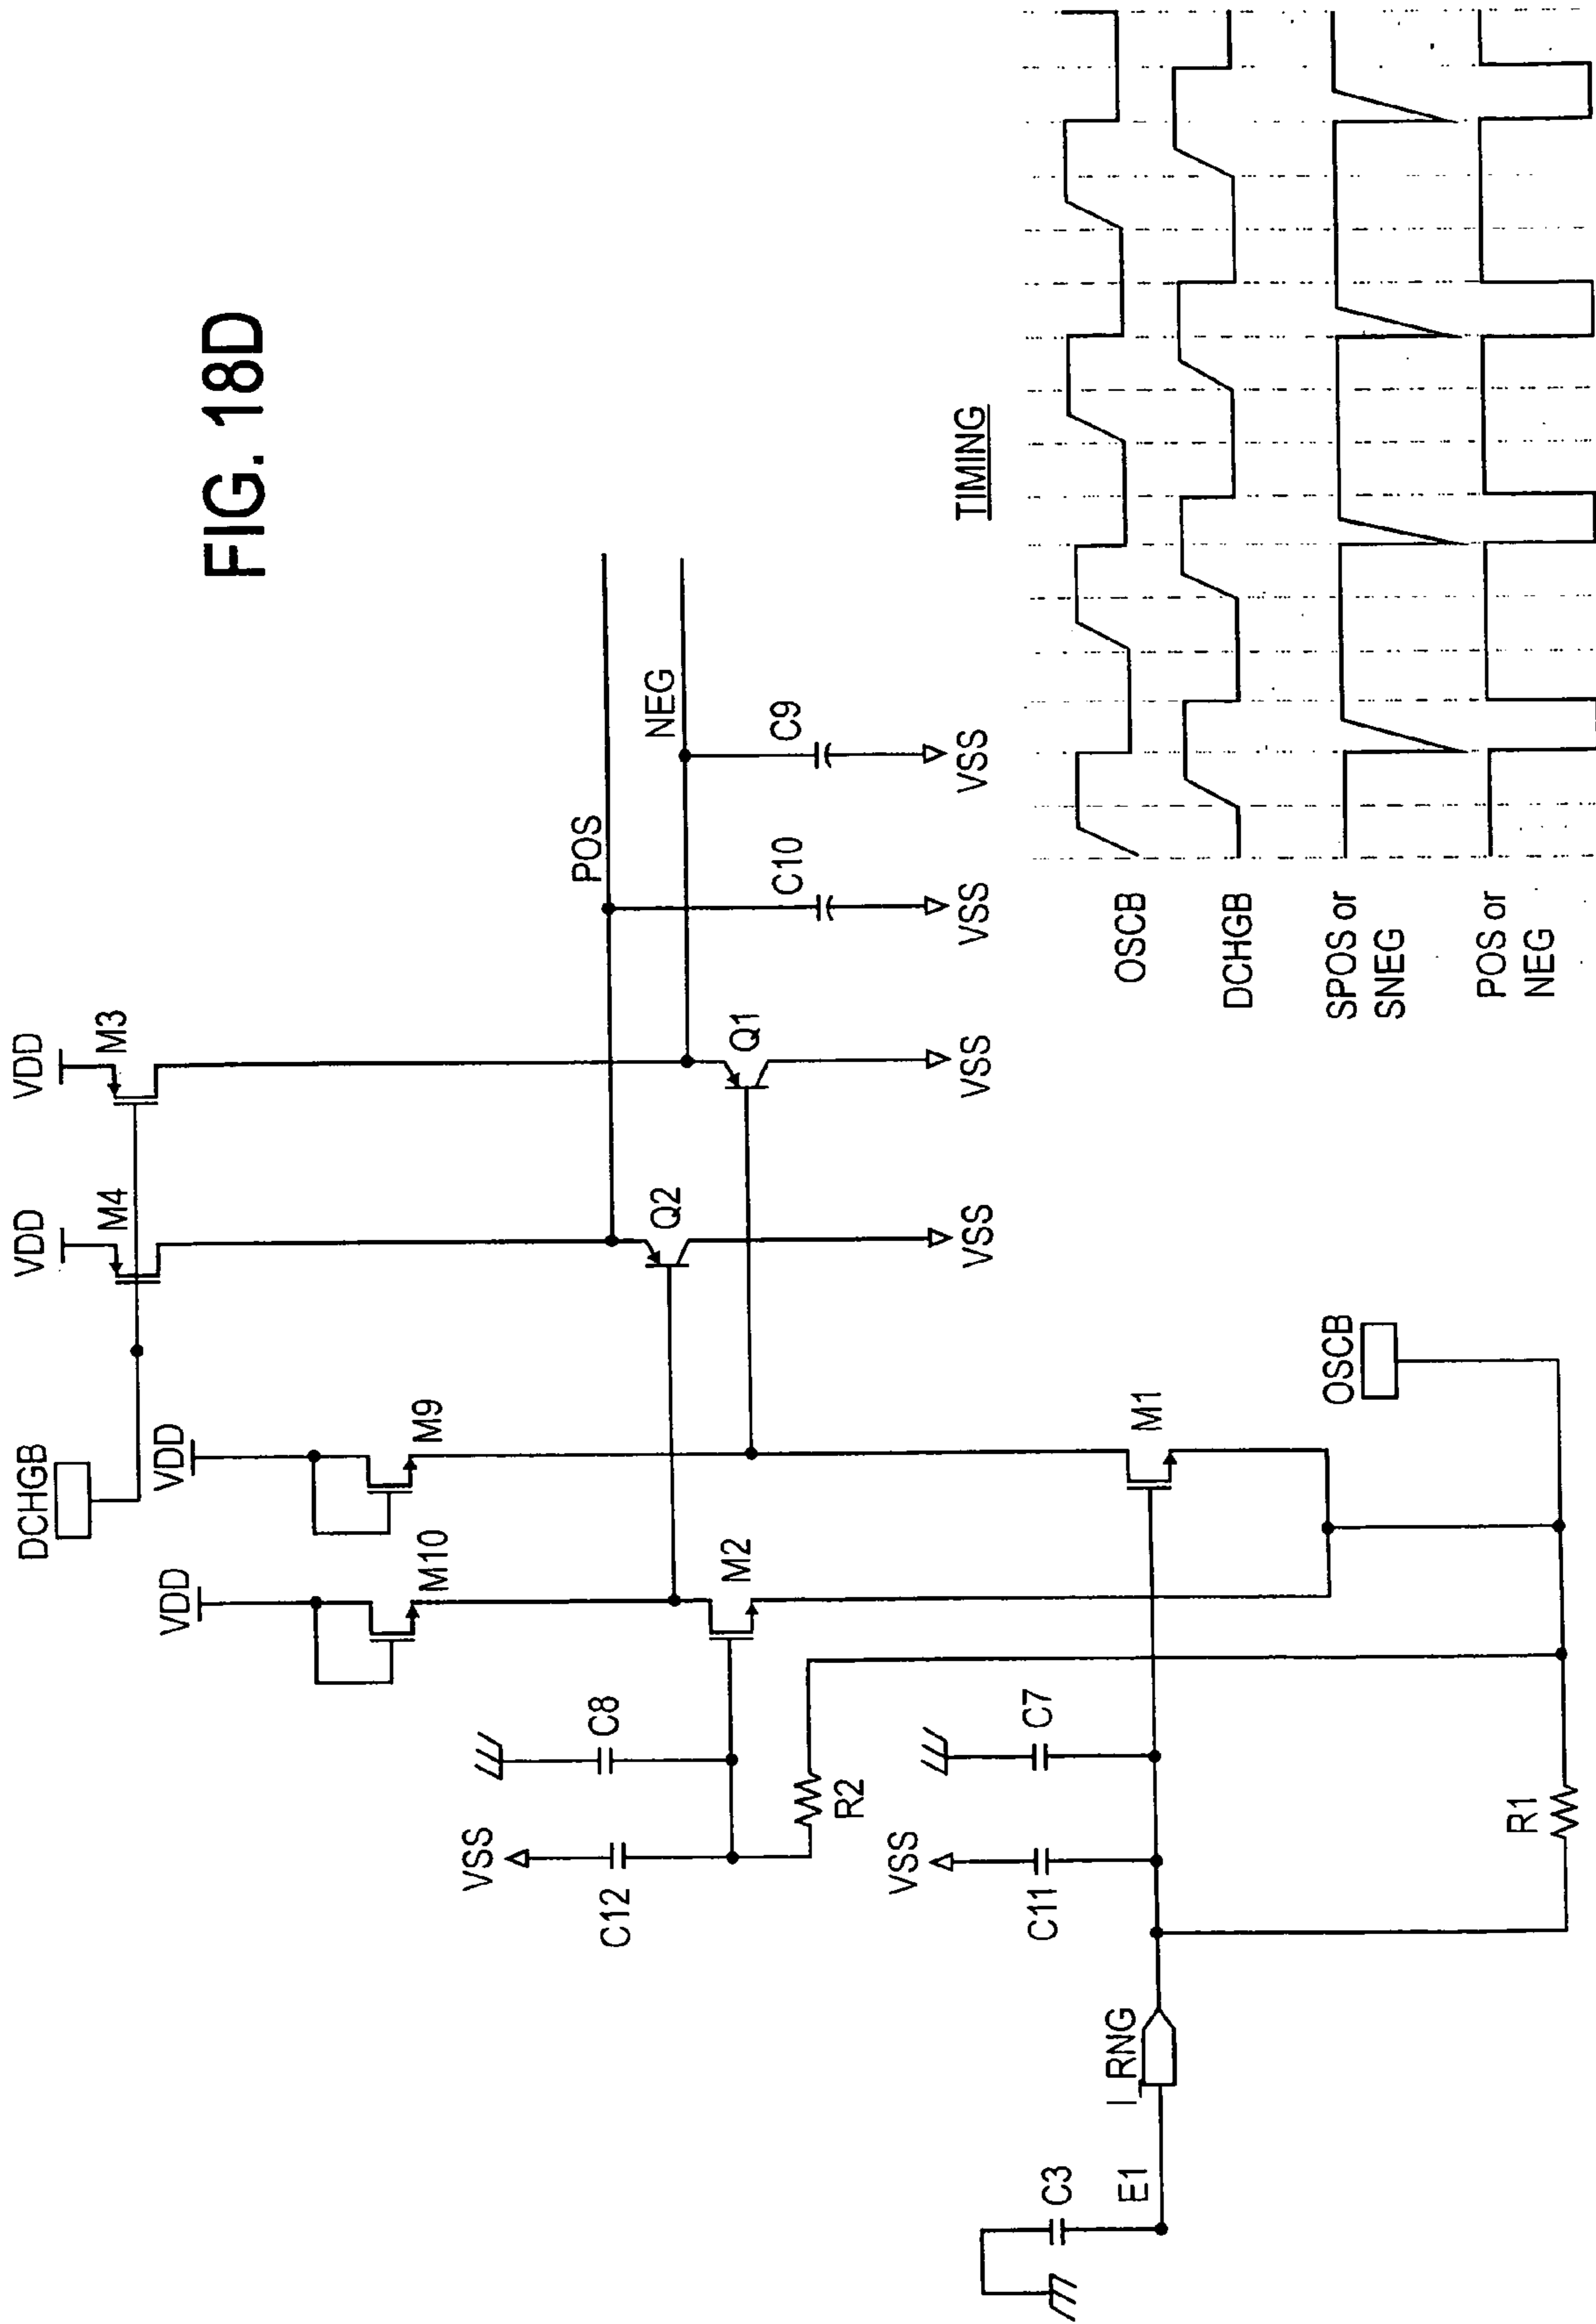 FIG. 18D
DCHGB
VDD
M4
VDD
M3
VDD
M10
VDD
M9
POS
NEG
Q2
Q1
C10
C9
VSS
VSS
VSS
VSS
VSS
C12
C8
M2
R2
VSS
C11
C7
M1
OSCB
I_RNG
E1
C3
R1
TIMING
OSCB
DCHGB
SPOS or
SNEG
POS or
NEG